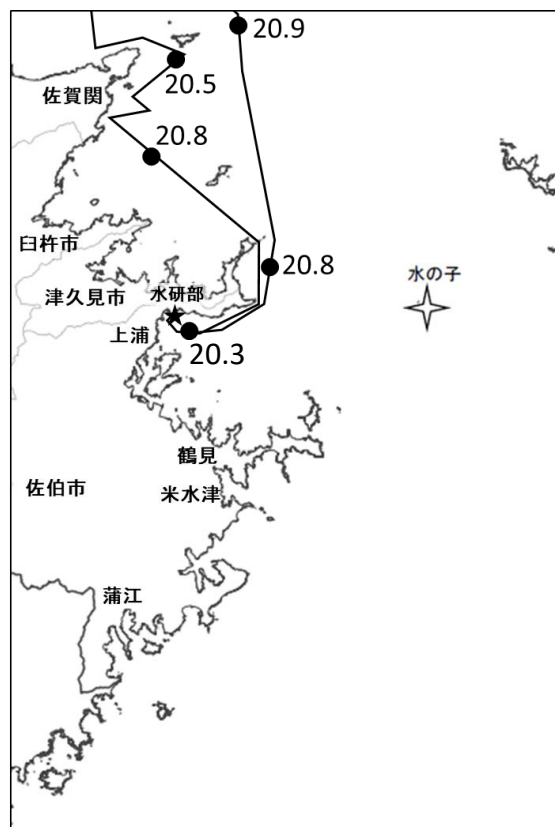 20.9
20.5
佐賀関
20.8
臼杵市
20.8
水の子
津久見市
水研部
上浦
20.3
鶴見
佐伯市
米水津
蒲江